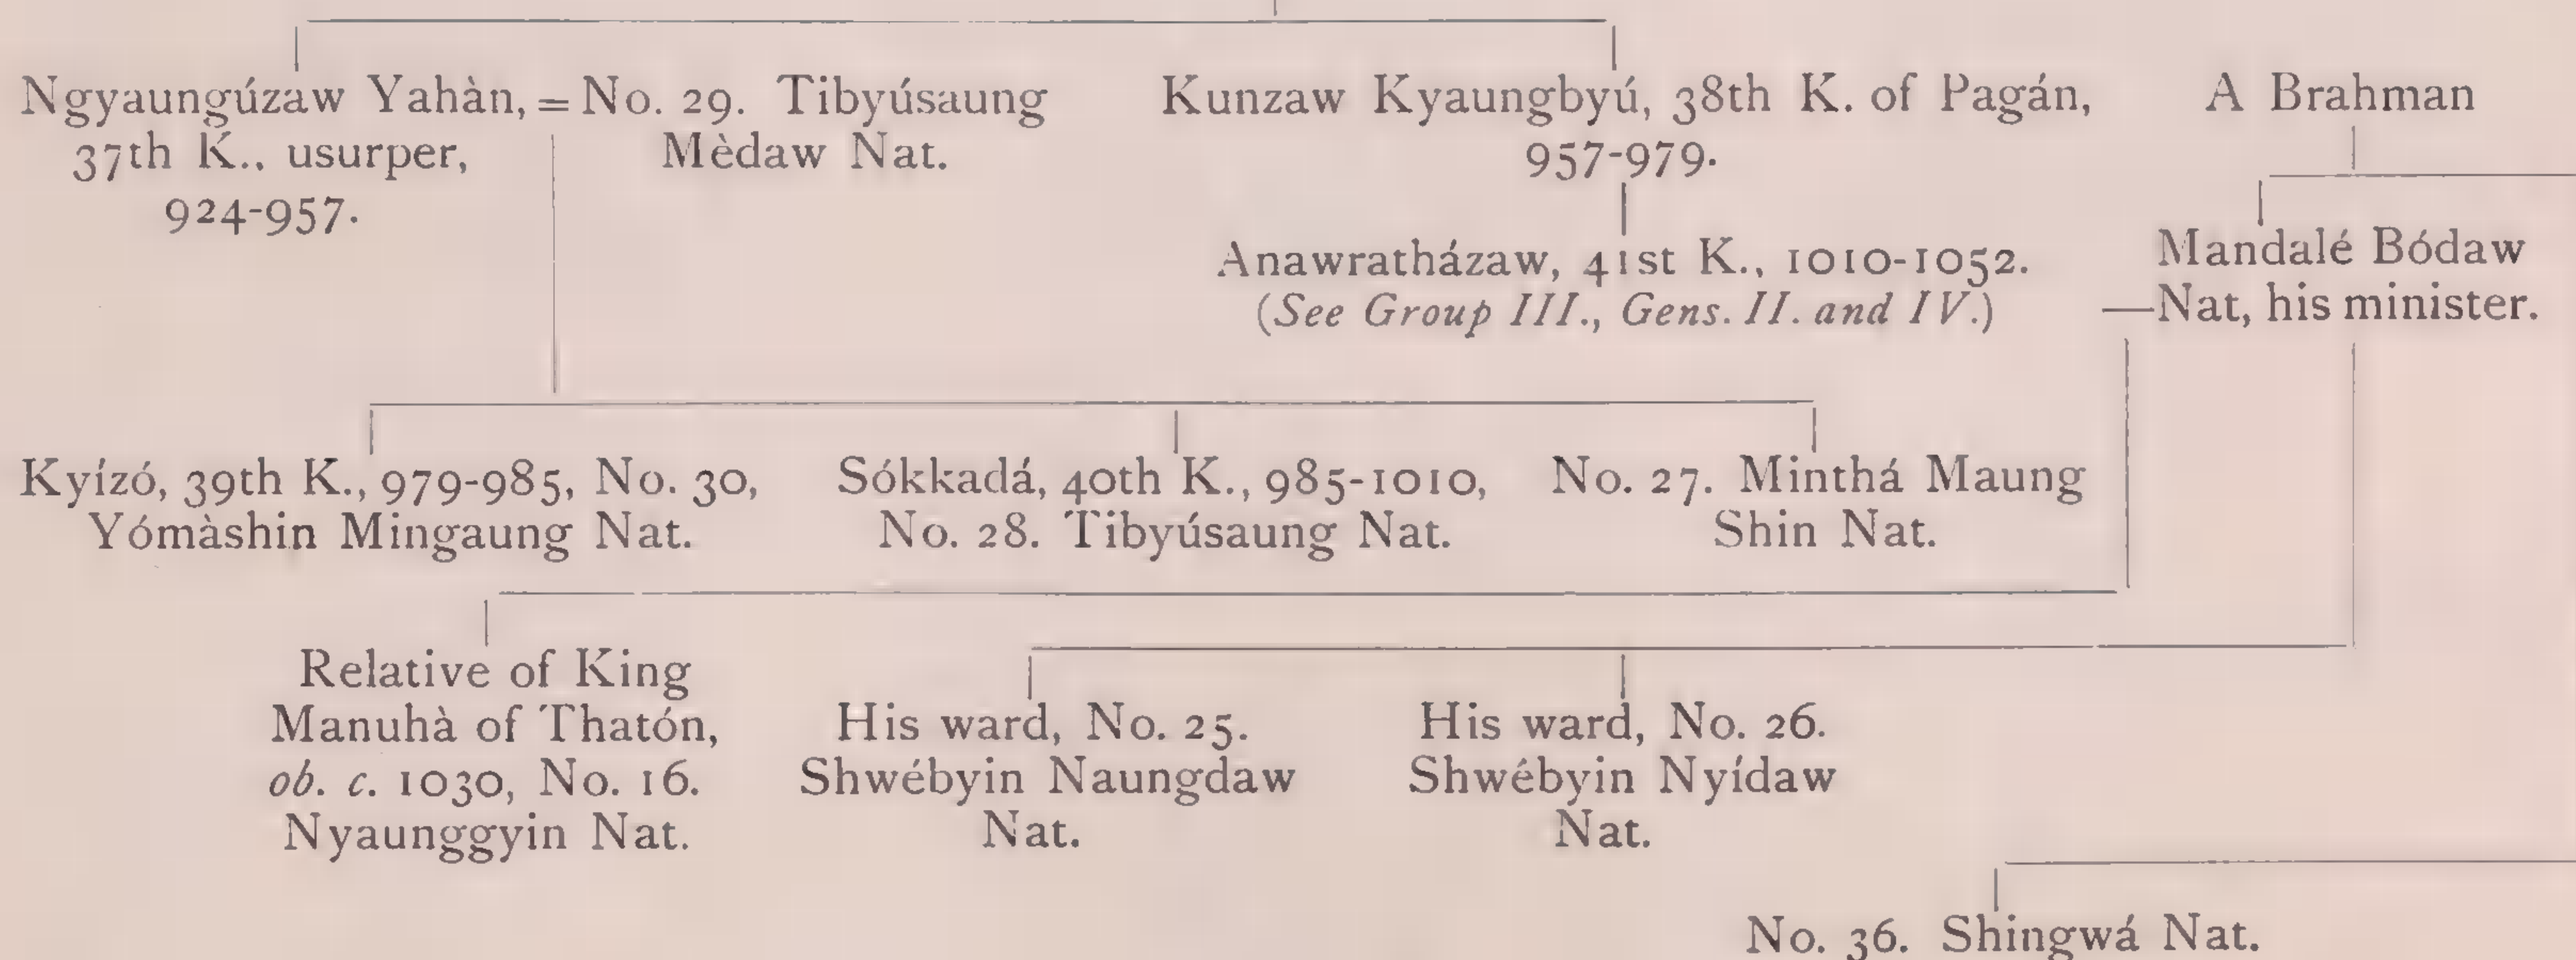 Ngyaungúzaw Yahàn, = No. 29. Tibyúsaung
37th K., usurper, Mèdaw Nat.
924-957.
Kunzaw Kyaungbyú, 38th K. of Pagán,
957-979.
A Brahman
Anawratházaw, 41st K., 1010-1052.
(See Group III., Gens. II. and IV.)
Mandalé Bódaw
—Nat, his minister.
Kyízó, 39th K., 979-985, No. 30,
Yómàshin Mingaung Nat.
Sókkadá, 40th K., 985-1010,
No. 28. Tibyúsaung Nat.
No. 27. Minthá Maung
Shin Nat.
Relative of King
Manuhà of Thatón,
ob. c. 1030, No. 16.
Nyaunggyin Nat.
His ward, No. 25.
Shwébyin Naungdaw
Nat.
His ward, No. 26.
Shwébyin Nyídaw
Nat.
No. 36. Shingwá Nat.